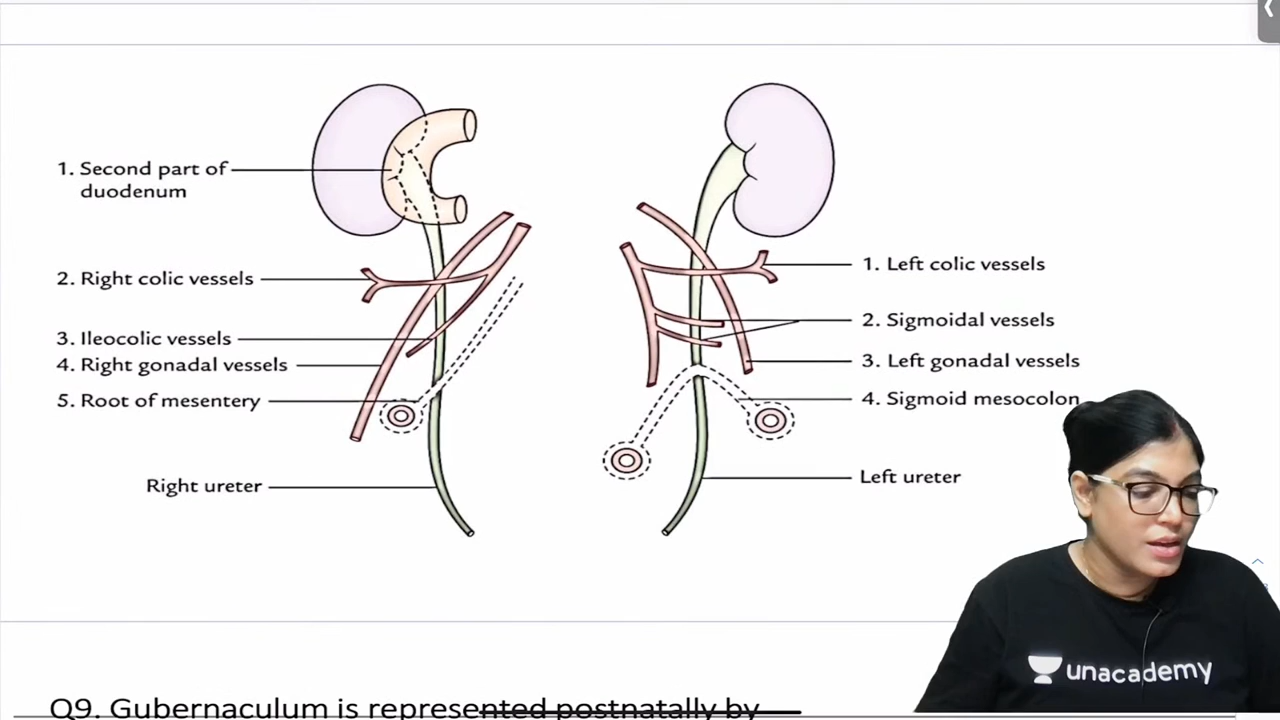 1. Second part of
duodenum
2. Right colic vessels
3. Ileocolic vessels
4. Right gonadal vessels
5. Root of mesentery
Right ureter
1. Left colic vessels
2. Sigmoidal vessels
3. Left gonadal vessels
4. Sigmoid mesocolon
Left ureter
unacademy
Q9. Gubernaculum is represented postnatally by